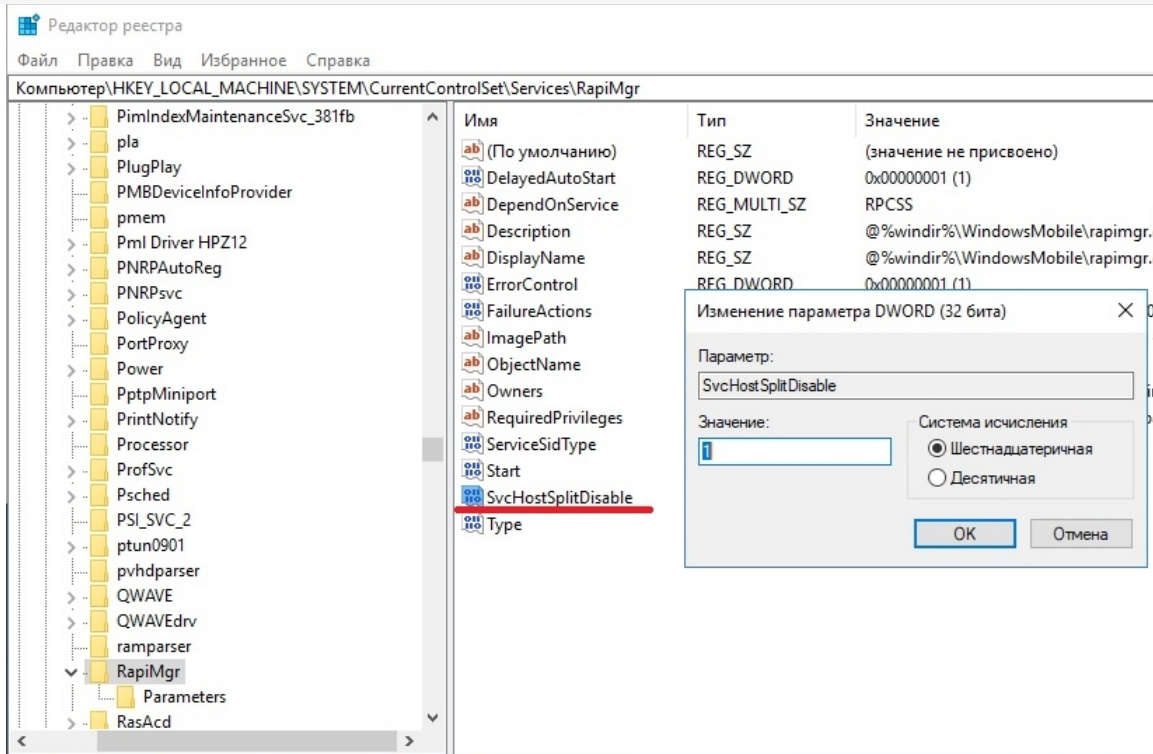 Редактор реестра
Файл Правка Вид Избранное Справка
Компьютер\HKEY_LOCAL_MACHINE\SYSTEM\CurrentControlSet\Services\RapiMgr
PimIndexMaintenanceSvc_381fb
pla
PlugPlay
PMBDeviceInfoProvider
pmem
Pml Driver HPZ12
PNRPAutoReg
PNRPsvc
PolicyAgent
PortProxy
Power
PptpMiniport
PrintNotify
Processor
ProfSvc
Psched
PSI_SVC_2
ptun0901
pvhdparser
QWAVE
QWAVEdrv
ramparser
RapiMgr
Parameters
RasAcd
Имя Тип Значение
(По умолчанию) REG_SZ (значение не присвоено)
DelayedAutoStart REG_DWORD 0x00000001 (1)
DependOnService REG_MULTI_SZ RPCSS
Description REG_SZ @%windir%\WindowsMobile\rapimgr.
DisplayName REG_SZ @%windir%\WindowsMobile\rapimgr.
ErrorControl REG_DWORD 0x00000001 (1)
FailureActions
ImagePath
ObjectName
Owners
RequiredPrivileges
ServiceSidType
Start
SvcHostSplitDisable
Type
Изменение параметра DWORD (32 бита)
Параметр:
SvcHostSplitDisable
Значение:
1
Система исчисления
Шестнадцатеричная
Десятичная
OK Отмена